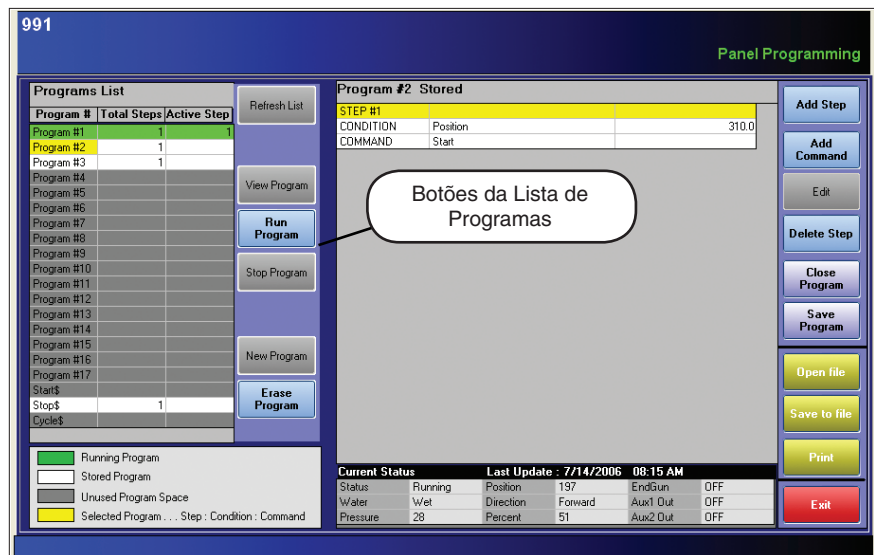 991
Panel Programming
Programs List
Program # Total Steps Active Step
Program #1 1 1
Program #2 1
Program #3 1
Program #4
Program #5
Program #6
Program #7
Program #8
Program #9
Program #10
Program #11
Program #12
Program #13
Program #14
Program #15
Program #16
Program #17
Start$
Stop$ 1
Cycle$
Running Program
Stored Program
Unused Program Space
Selected Program . . . Step : Condition : Command
Refresh List
View Program
Run
Program
Stop Program
New Program
Erase
Program
Botões da Lista de
Programas
Program #2 Stored
STEP #1
CONDITION Position 310.0
COMMAND Start
Current Status Last Update : 7/14/2006 08:15 AM
Status Running Position 197 EndGun OFF
Water Wet Direction Forward Aux1 Out OFF
Pressure 28 Percent 51 Aux2 Out OFF
Add Step
Add
Command
Edit
Delete Step
Close
Program
Save
Program
Open file
Save to file
Print
Exit